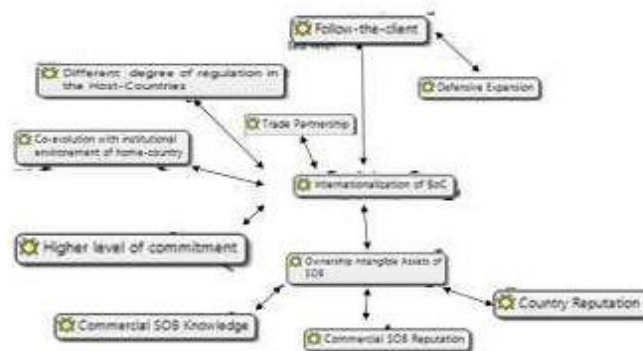 Follow-the-client
Different degree of regulation in
the Host-Countries
Defensive Expansion
Trade Partnership
Co-evolution with institutional
environement of home-country
Internationalization of SoC
Higher level of commitment
Ownership Intangible Assets of
SOB
Country Reputation
Commercial SOB Knowledge
Commercial SOB Reputation